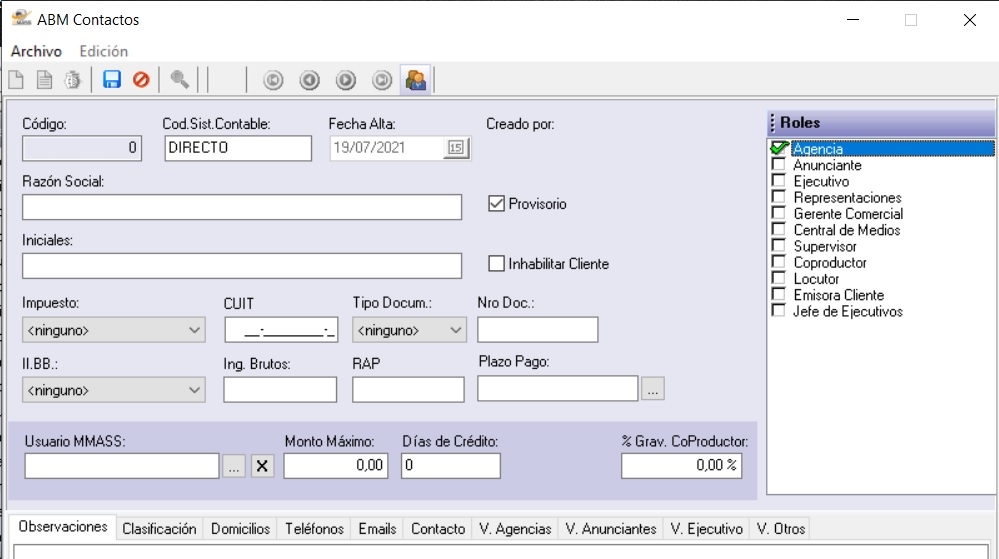 ABM Contactos
Archivo Edición
Código: Cod.Sist.Contable: Fecha Alta: Creado por:
0 DIRECTO 19/07/2021 15
Razón Social:
Provisorio
Iniciales:
Inhabilitar Cliente
Impuesto: CUIT Tipo Docum.: Nro Doc.:
<ninguno> __-________-_ <ninguno>
II.BB.: Ing. Brutos: RAP Plazo Pago:
<ninguno> ...
Usuario MMASS: Monto Máximo: Días de Crédito: % Grav. CoProductor:
... X 0,00 0 0,00 %
Roles
Agencia
Anunciante
Ejecutivo
Representaciones
Gerente Comercial
Central de Medios
Supervisor
Coproductor
Locutor
Emisora Cliente
Jefe de Ejecutivos
Observaciones Clasificación Domicilios Teléfonos Emails Contacto V. Agencias V. Anunciantes V. Ejecutivo V. Otros